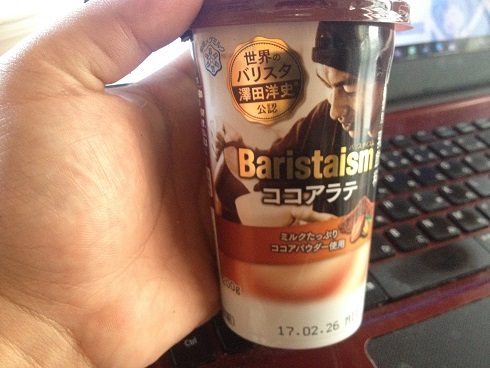 世界の
バリスタ
澤田洋史
公認
Baristaism
ココアラテ
ミルクたっぷり
ココアパウダー使用
17.02.26
Ctrl